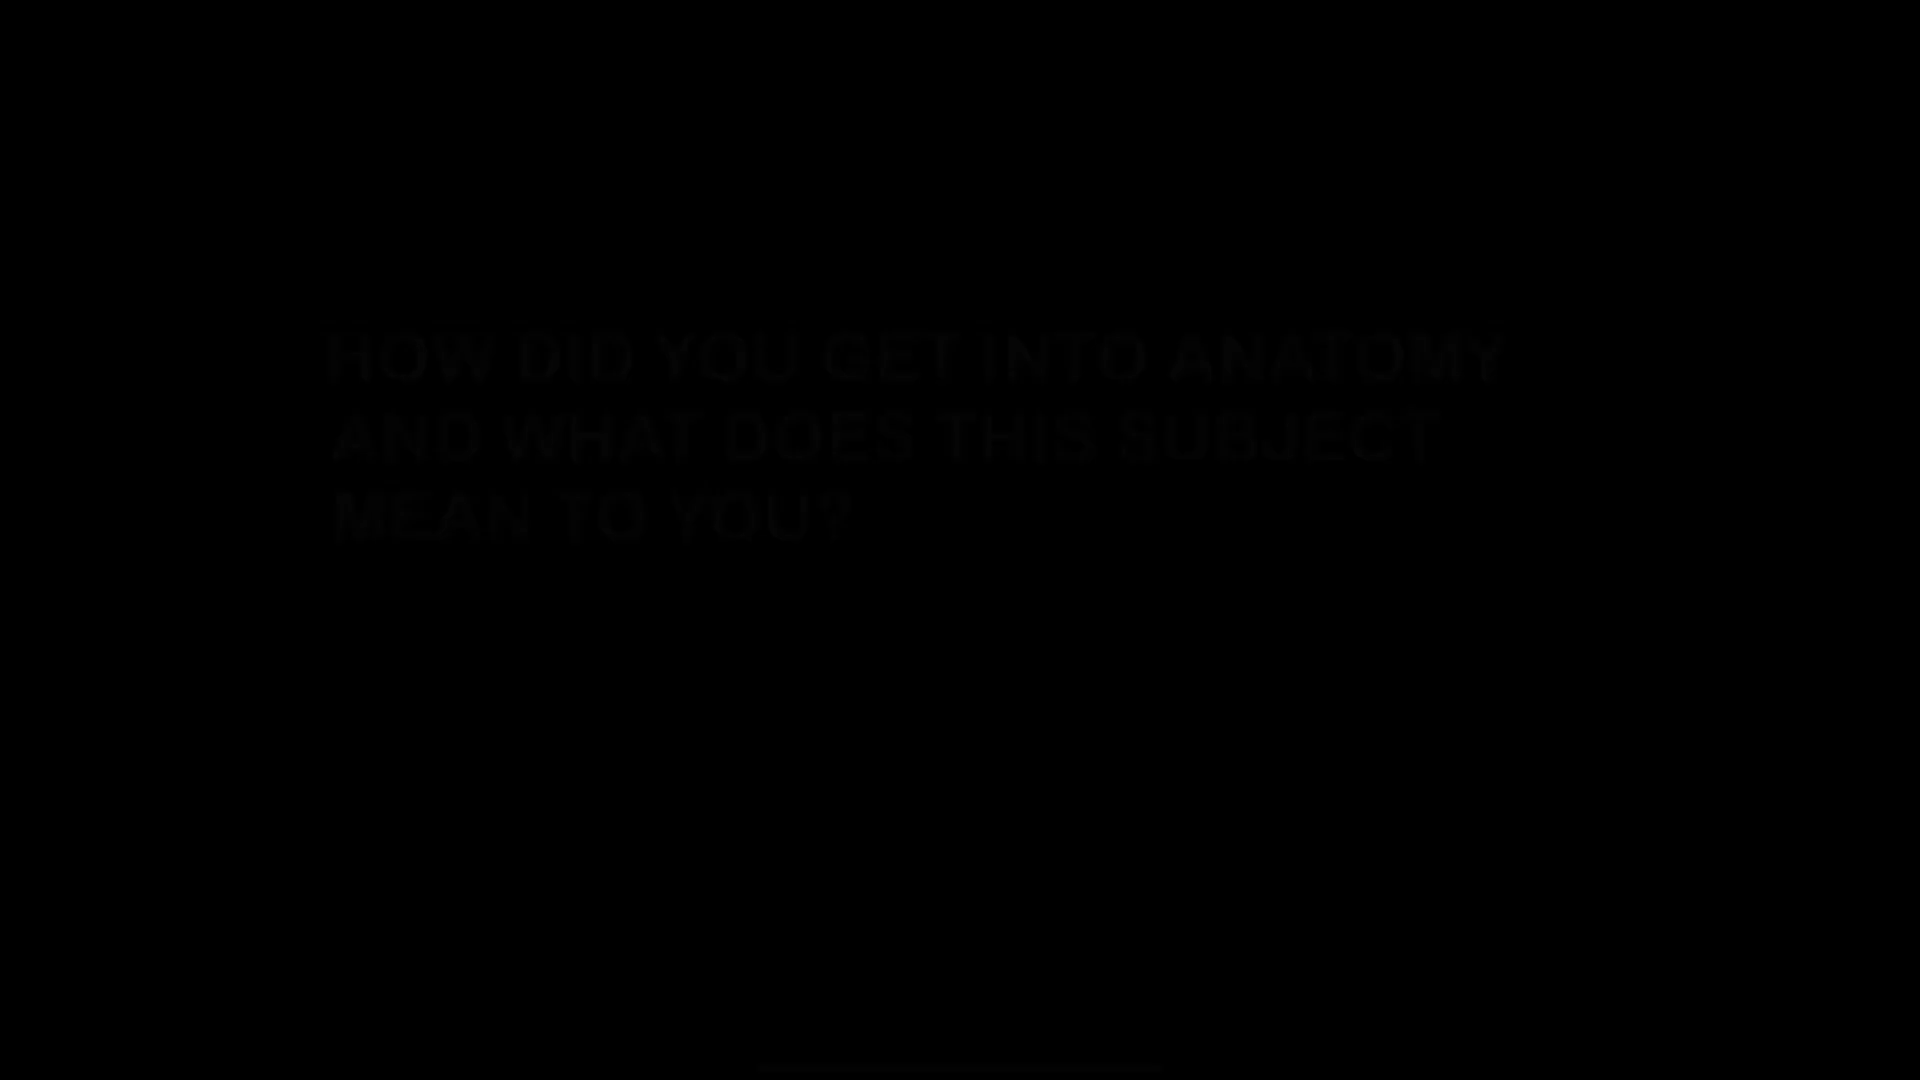 HOW DID YOU GET INTO ANATOMY
AND WHAT DOES THIS SUBJECT
MEAN TO YOU?